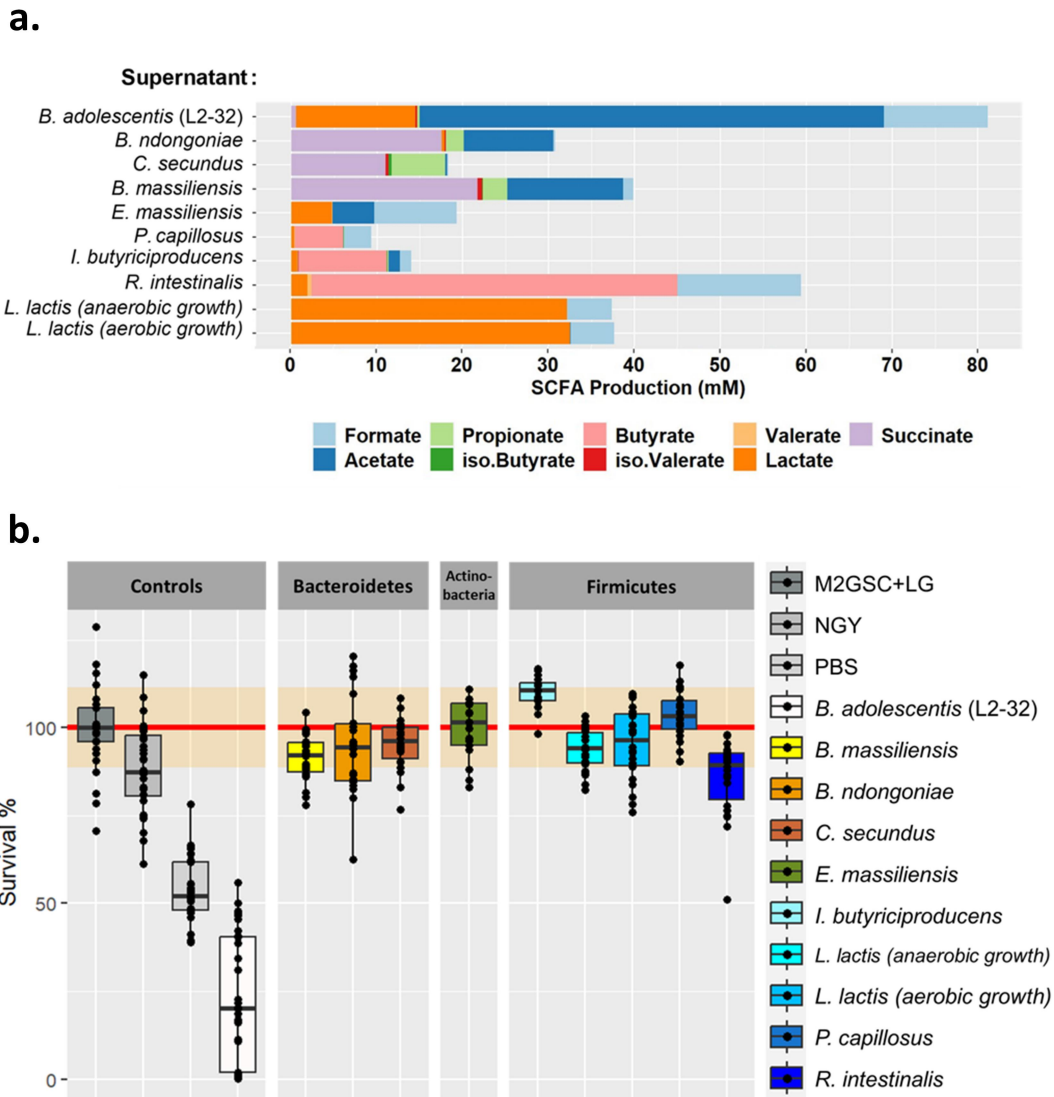 a.
Supernatant:
B. adolescentis (L2-32)
B. ndongoniae
C. secundus
B. massiliensis
E. massiliensis
P. capillosus
I. butyriciproducens
R. intestinalis
L. lactis (anaerobic growth)
L. lactis (aerobic growth)
0 10 20 30 40 50 60 70 80
SCFA Production (mM)
Formate Propionate Butyrate Valerate Succinate
Acetate iso.Butyrate iso.Valerate Lactate
b.
Controls
Bacteroidetes
Actino-
bacteria
Firmicutes
Survival %
100
50
0
M2GSC+LG
NGY
PBS
B. adolescentis (L2-32)
B. massiliensis
B. ndongoniae
C. secundus
E. massiliensis
I. butyriciproducens
L. lactis (anaerobic growth)
L. lactis (aerobic growth)
P. capillosus
R. intestinalis